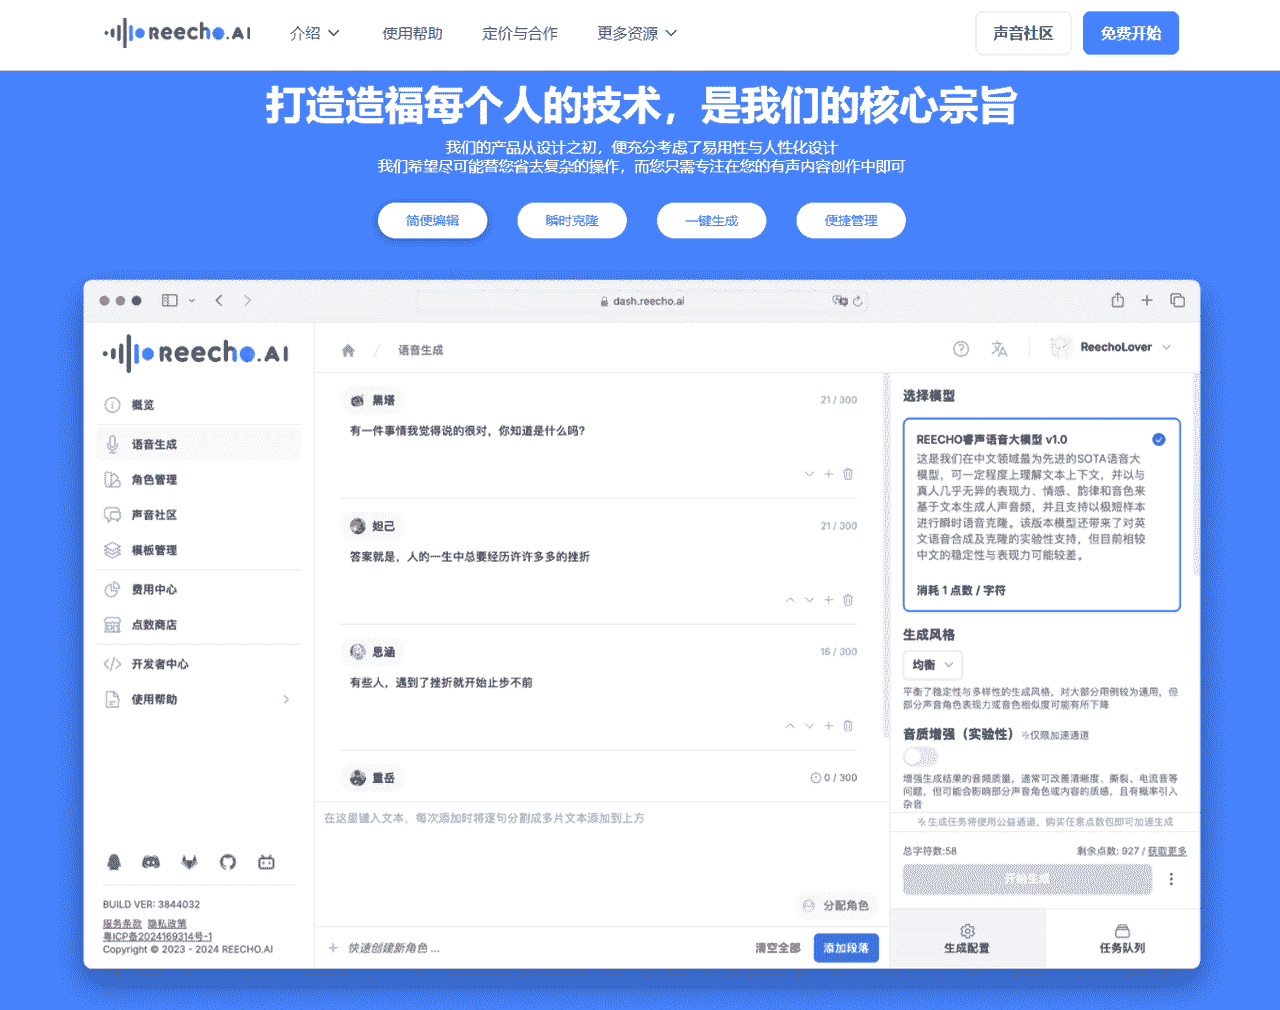 REECHO.AI
介绍
使用帮助
定价与合作
更多资源
声音社区
免费开始
打造造福每个人的技术，是我们的核心宗旨
我们的产品从设计之初，便充分考虑了易用性与人性化设计
我们希望尽可能替您省去复杂的操作，而您只需专注在您的有声内容创作中即可
简便编辑
瞬时克隆
一键生成
便捷管理
dash.reecho.ai
REECHO.AI
概览
语音生成
角色管理
声音社区
模板管理
费用中心
点数商店
开发者中心
使用帮助
BUILD VER: 3844032
服务条款 隐私政策
粤ICP备2024169314号-1
Copyright © 2023 - 2024 REECHO.AI
/ 语音生成
ReechoLover
黑塔
21 / 300
有一件事情我觉得说的很对，你知道是什么吗？
妲己
21 / 300
答案就是，人的一生中总要经历许许多多的挫折
思涵
16 / 300
有些人，遇到了挫折就开始止步不前
重岳
0 / 300
在这里键入文本，每次添加时将逐句分割成多片文本添加到上方
分配角色
快速创建新角色 ...
清空全部
添加段落
选择模型
REECHO睿声语音大模型 v1.0
这是我们在中文领域最为先进的SOTA语音大
模型，可一定程度上理解文本上下文，并以与
真人几乎无异的表现力、情感、韵律和音色来
基于文本生成人声音频，并且支持以极短样本
进行瞬时语音克隆。该版本模型还带来了对英
文语音合成及克隆的实验性支持，但目前相较
中文的稳定性与表现力可能较差。
消耗 1 点数 / 字符
生成风格
均衡
平衡了稳定性与多样性的生成风格，对大部分用例较为通用，但
部分声音角色表现力或音色相似度可能有所下降
音质增强（实验性） 仅限加速通道
增强生成结果的音频质量，通常可改善清晰度、撕裂、电流音等
问题，但可能会影响部分声音角色或内容的质感，且有概率引入
杂音
生成任务将使用公益通道，购买任意点数包即可加速生成
总字符数:58
剩余点数: 927 / 获取更多
开始生成
生成配置
任务队列